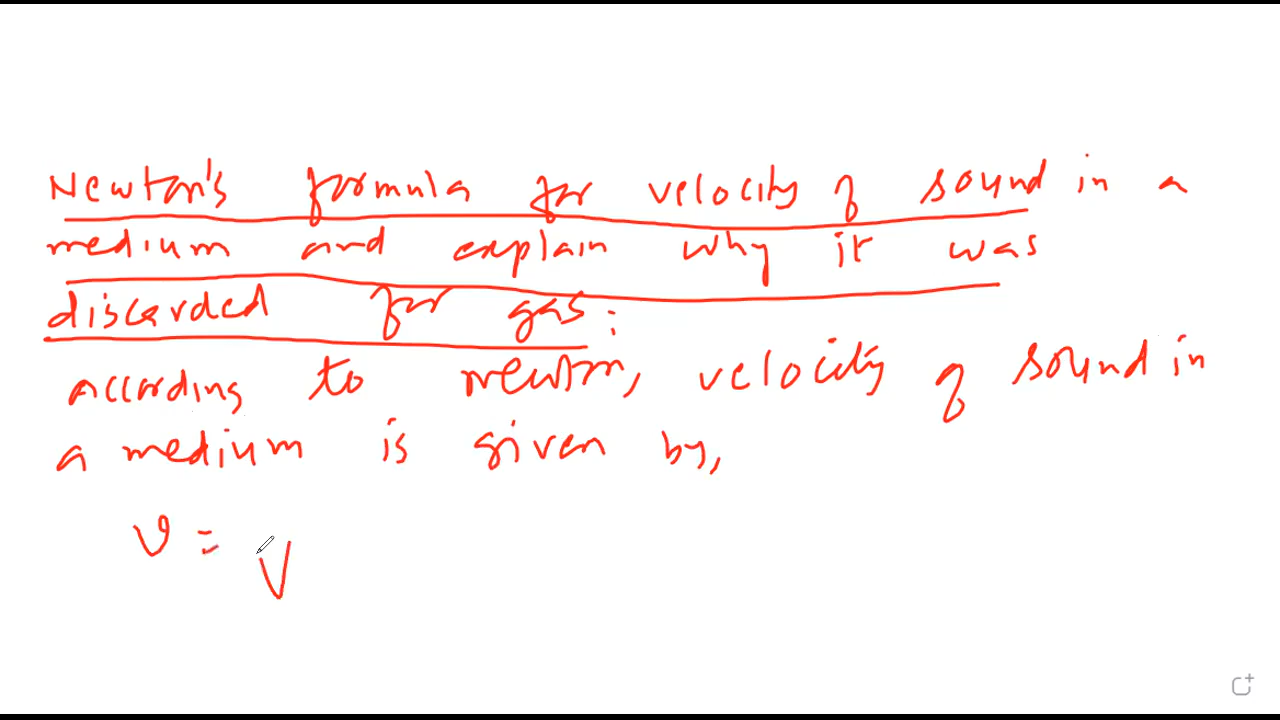 Newton's formula for velocity of sound in a
medium and explain why it was
discarded for gas:
according to newton, velocity of sound in
a medium is given by,
v = √